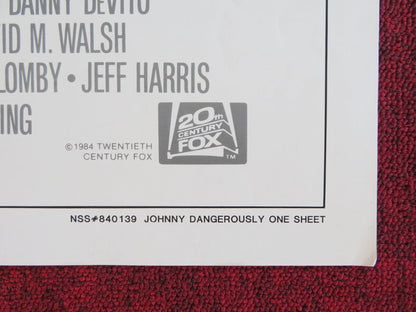 DANNY DEVITO
ID M. WALSH
LOMBY • JEFF HARRIS
ING
©1984 TWENTIETH
CENTURY FOX
20TH
CENTURY
FOX
TM
NSS#840139 JOHNNY DANGEROUSLY ONE SHEET